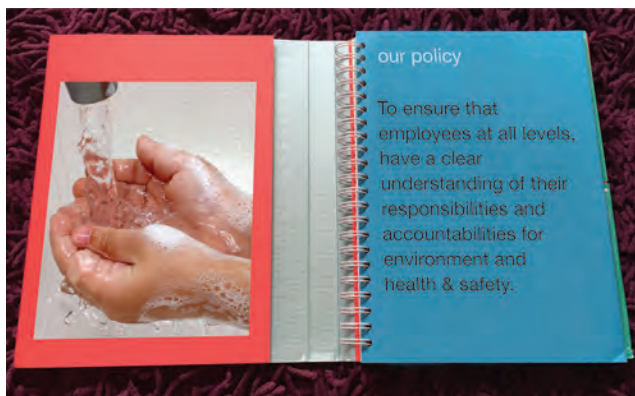 our policy
To ensure that
employees at all levels,
have a clear
understanding of their
responsibilities and
accountabilities for
environment and
health & safety.